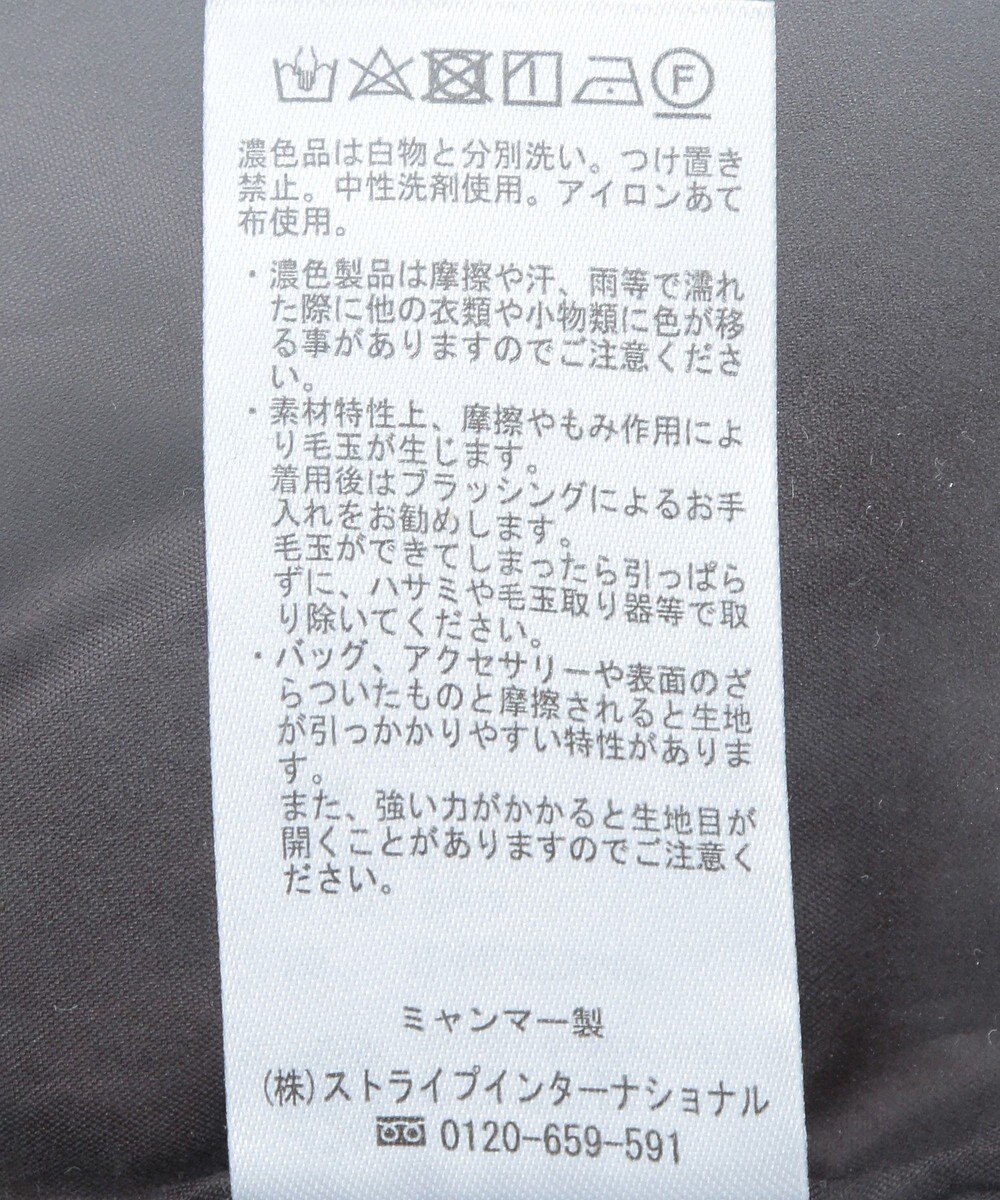 F
濃色品は白物と分別洗い。つけ置き
禁止。中性洗剤使用。アイロンあて
布使用。
・濃色製品は摩擦や汗、雨等で濡れ
た際に他の衣類や小物類に色が移
る事がありますのでご注意くださ
い。
・素材特性上、摩擦やもみ作用によ
り毛玉が生じます。
着用後はブラッシングによるお手
入れをお勧めします。
毛玉ができてしまったら引っぱら
ずに、ハサミや毛玉取り器等で取
り除いてください。
・バッグ、アクセサリーや表面のざ
らついたものと摩擦されると生地
が引っかかりやすい特性がありま
す。
また、強い力がかかると生地目が
開くことがありますのでご注意く
ださい。
ミャンマー製
(株)ストライプインターナショナル
0120-659-591